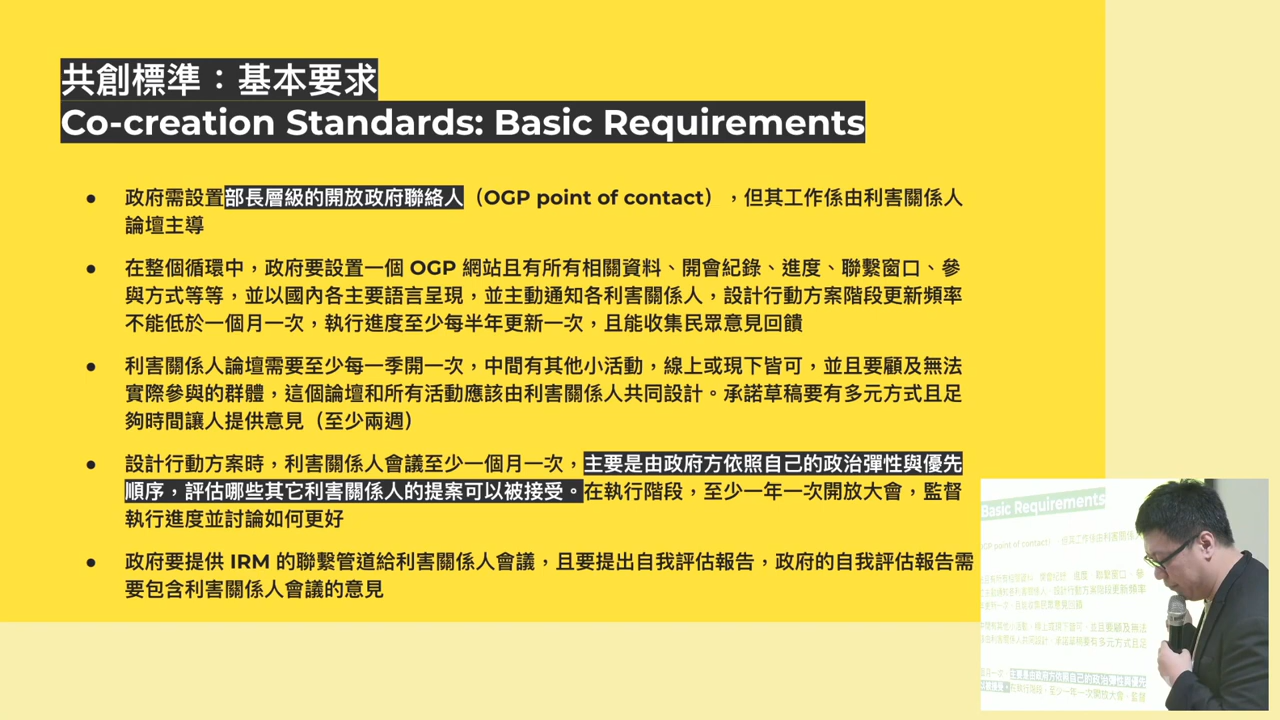 共創標準：基本要求
Co-creation Standards: Basic Requirements
● 政府需設置部長層級的開放政府聯絡人（OGP point of contact），但其工作係由利害關係人
論壇主導
● 在整個循環中，政府要設置一個 OGP 網站且有所有相關資料、開會紀錄、進度、聯繫窗口、參
與方式等等，並以國內各主要語言呈現，並主動通知各利害關係人，設計行動方案階段更新頻率
不能低於一個月一次，執行進度至少每半年更新一次，且能收集民眾意見回饋
● 利害關係人論壇需要至少每一季開一次，中間有其他小活動，線上或現下皆可，並且要顧及無法
實際參與的群體，這個論壇和所有活動應該由利害關係人共同設計。承諾草稿要有多元方式且足
夠時間讓人提供意見（至少兩週）
● 設計行動方案時，利害關係人會議至少一個月一次，主要是由政府方依照自己的政治彈性與優先
順序，評估哪些其它利害關係人的提案可以被接受。在執行階段，至少一年一次開放大會，監督
執行進度並討論如何更好
● 政府要提供 IRM 的聯繫管道給利害關係人會議，且要提出自我評估報告，政府的自我評估報告需
要包含利害關係人會議的意見
Basic Requirements